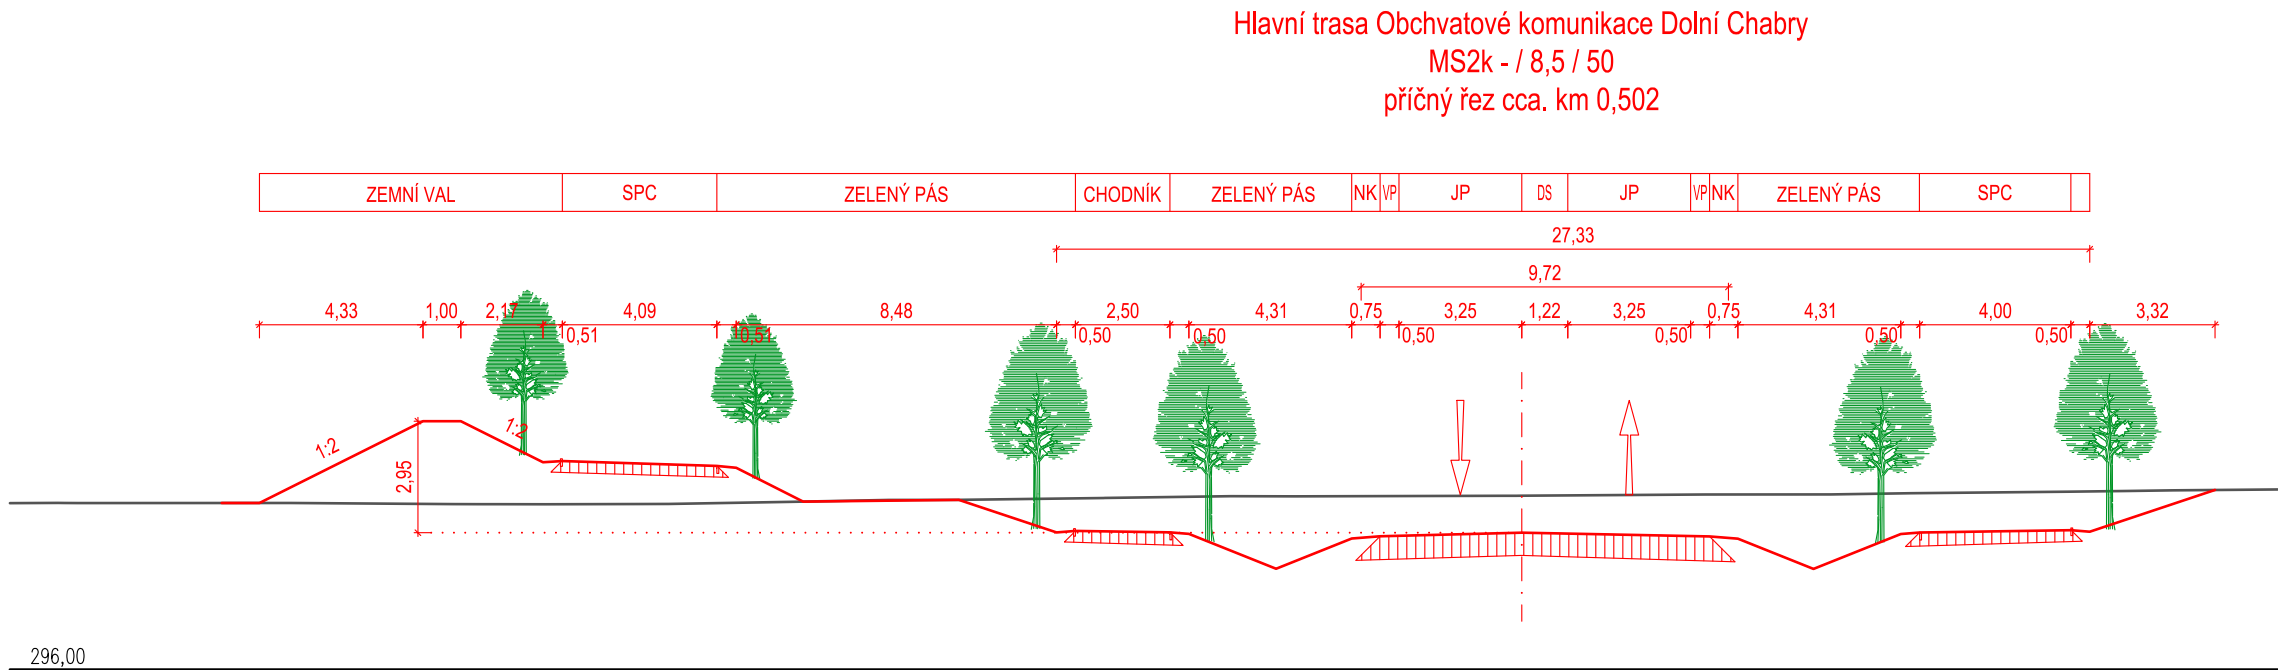 Hlavní trasa Obchvatové komunikace Dolní Chabry
MS2k - / 8,5 / 50
příčný řez cca. km 0,502
ZEMNÍ VAL SPC ZELENÝ PÁS CHODNÍK ZELENÝ PÁS NK VP JP DS JP VP NK ZELENÝ PÁS SPC
27,33
9,72
4,33 1,00 2,17 4,09 8,48 2,50 4,31 0,75 3,25 1,22 3,25 0,75 4,31 4,00 3,32
0,51 0,51 0,50 0,50 0,50 0,50 0,50 0,50
1:2 1:2
2,95
296,00